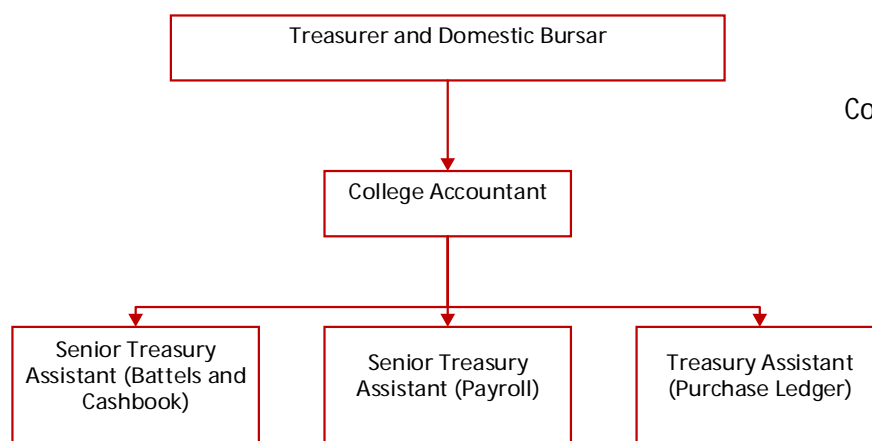 Treasurer and Domestic Bursar
Co
College Accountant
Senior Treasury
Assistant (Battels and
Cashbook)
Senior Treasury
Assistant (Payroll)
Treasury Assistant
(Purchase Ledger)